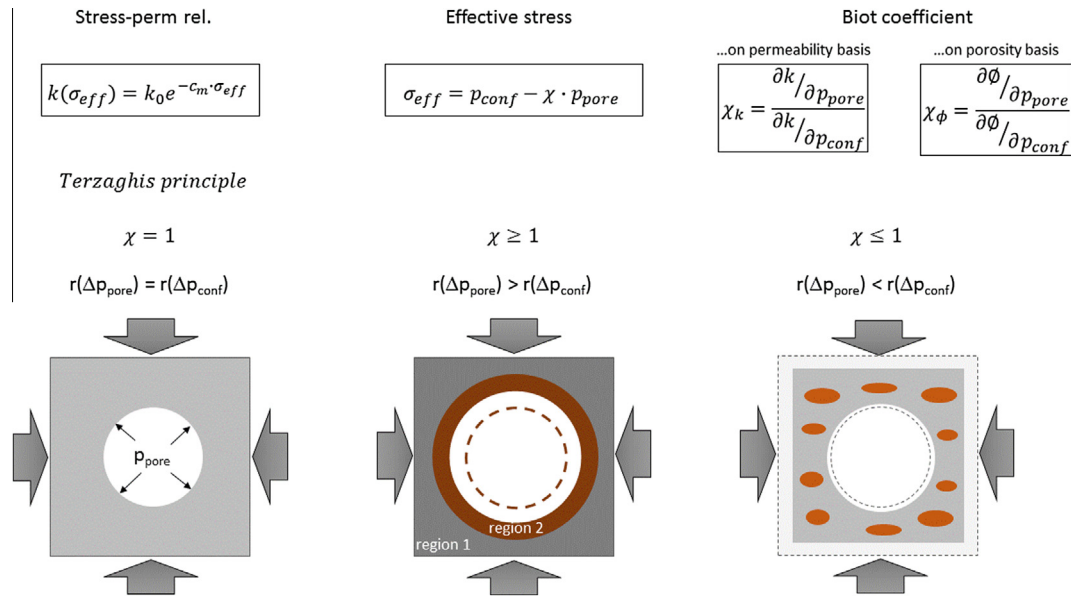 Stress-perm rel.
Effective stress
Biot coefficient
...on permeability basis
...on porosity basis
k(σ_eff) = k_0 e^{-c_m·σ_eff}
σ_eff = p_conf − χ · p_pore
χ_k = (∂k/∂p_pore)/(∂k/∂p_conf)
χ_ϕ = (∂Ø/∂p_pore)/(∂Ø/∂p_conf)
Terzaghis principle
χ = 1
χ ≥ 1
χ ≤ 1
r(Δp_pore) = r(Δp_conf)
r(Δp_pore) > r(Δp_conf)
r(Δp_pore) < r(Δp_conf)
p_pore
region 2
region 1